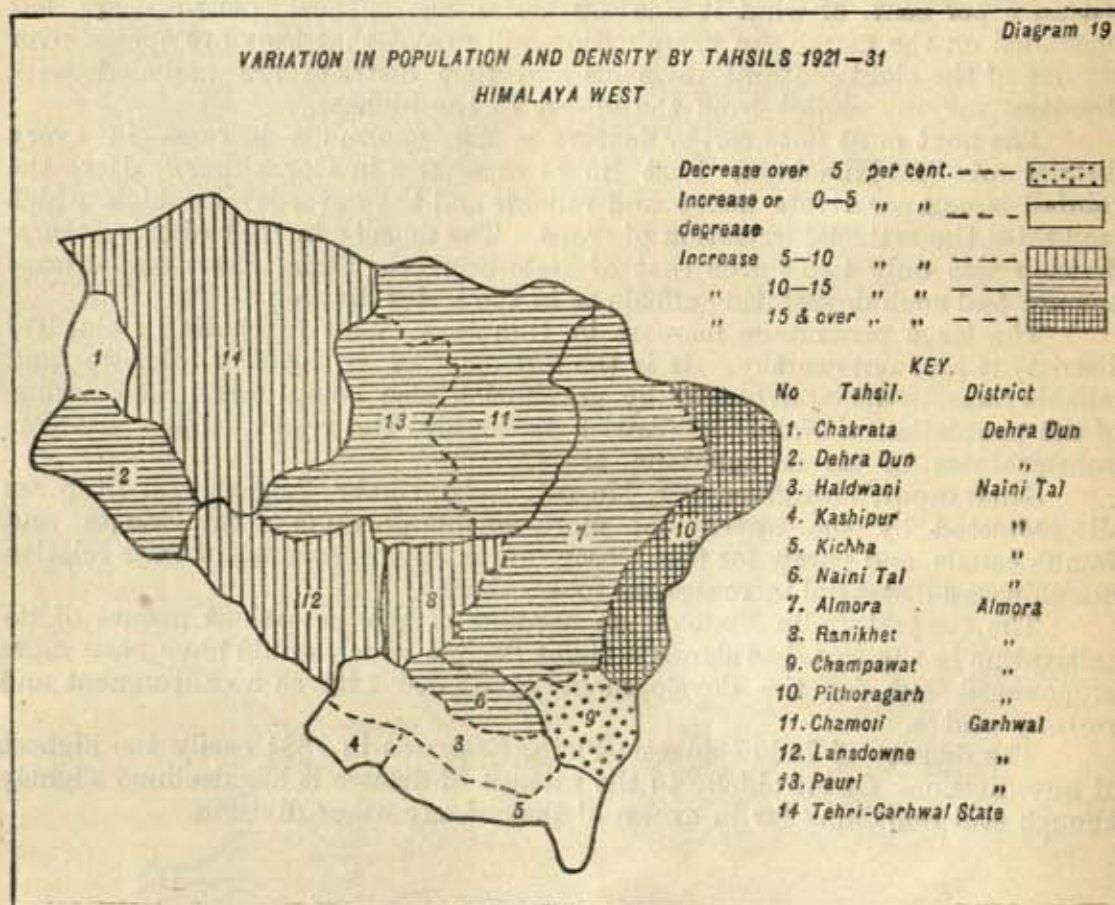 Diagram 19
VARIATION IN POPULATION AND DENSITY BY TAHSILS 1921—31
HIMALAYA WEST
Decrease over 5 per cent.
Increase or 0—5 „ „
decrease
Increase 5—10 „ „
„ 10—15 „ „
„ 15 & over „ „
KEY.
No Tahsil. District
1. Chakrata Dehra Dun
2. Dehra Dun „
3. Haldwani Naini Tal
4. Kashipur „
5. Kichha „
6. Naini Tal „
7. Almora Almora
8. Ranikhet „
9. Champawat „
10. Pithoragarh „
11. Chamoli Garhwal
12. Lansdowne „
13. Pauri „
14 Tehri-Garhwal State
1
14
13
11
2
7
10
12
8
6
9
3
4
5